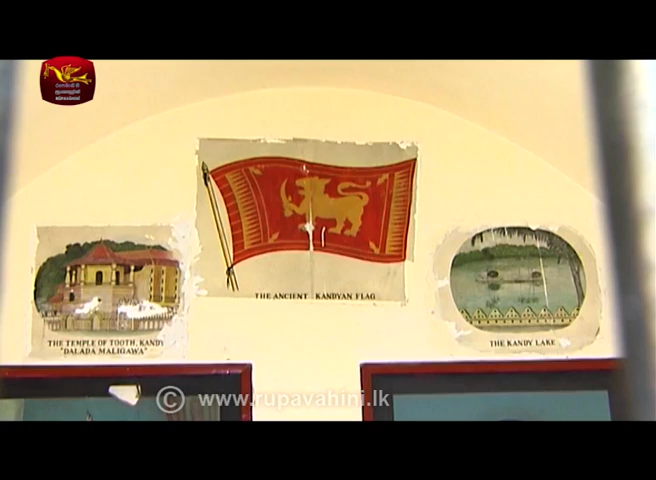 THE ANCIENT KANDYAN FLAG
THE TEMPLE OF TOOTH, KANDY
"DALADA MALIGAWA"
THE KANDY LAKE
© www.rupavahini.lk